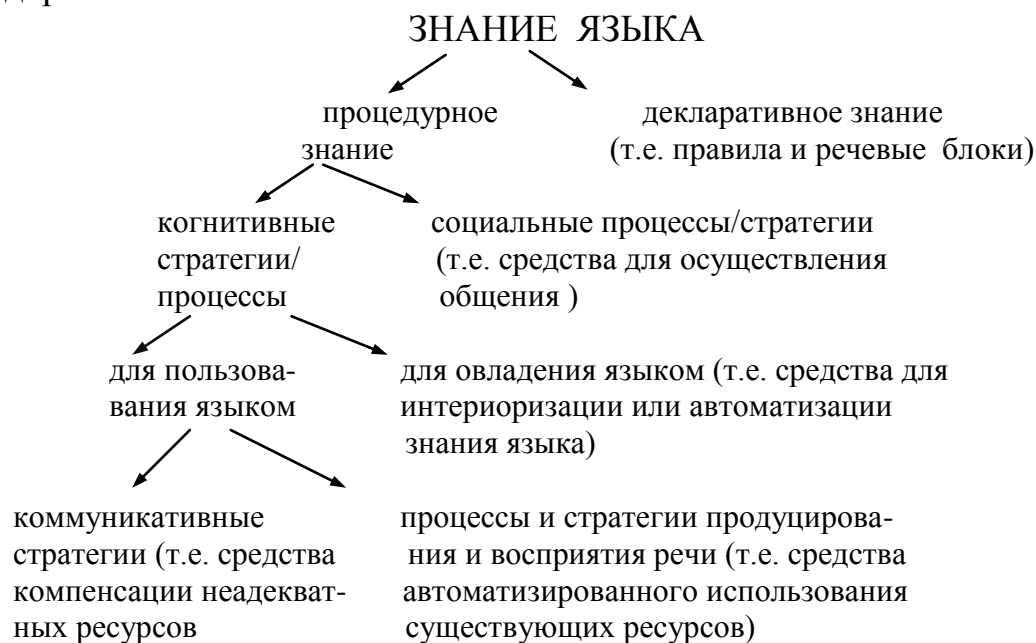 ЗНАНИЕ ЯЗЫКА
процедурное
знание
декларативное знание
(т.е. правила и речевые блоки)
когнитивные
стратегии/
процессы
социальные процессы/стратегии
(т.е. средства для осуществления
общения )
для пользова-
вания языком
для овладения языком (т.е. средства для
интериоризации или автоматизации
знания языка)
коммуникативные
стратегии (т.е. средства
компенсации неадекват-
ных ресурсов
процессы и стратегии продуцирова-
ния и восприятия речи (т.е. средства
автоматизированного использования
существующих ресурсов)